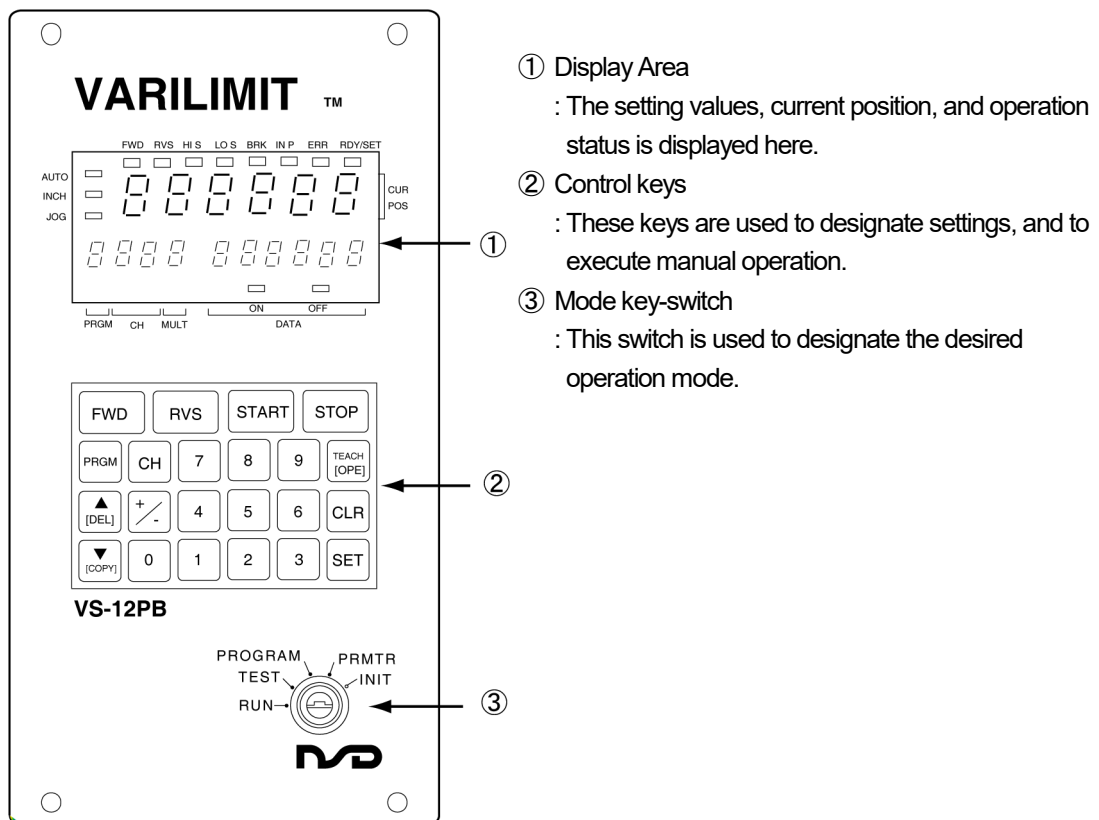 VARILIMIT TM
FWD RVS HI S LO S BRK IN P ERR RDY/SET
AUTO
INCH
JOG
CUR
POS
ON OFF
PRGM CH MULT DATA
①
FWD RVS START STOP
PRGM CH 7 8 9 TEACH [OPE]
▲ [DEL] +/- 4 5 6 CLR
▼ [COPY] 0 1 2 3 SET
②
VS-12PB
PROGRAM PRMTR
TEST INIT
RUN
③
NSD
① Display Area
: The setting values, current position, and operation
status is displayed here.
② Control keys
: These keys are used to designate settings, and to
execute manual operation.
③ Mode key-switch
: This switch is used to designate the desired
operation mode.